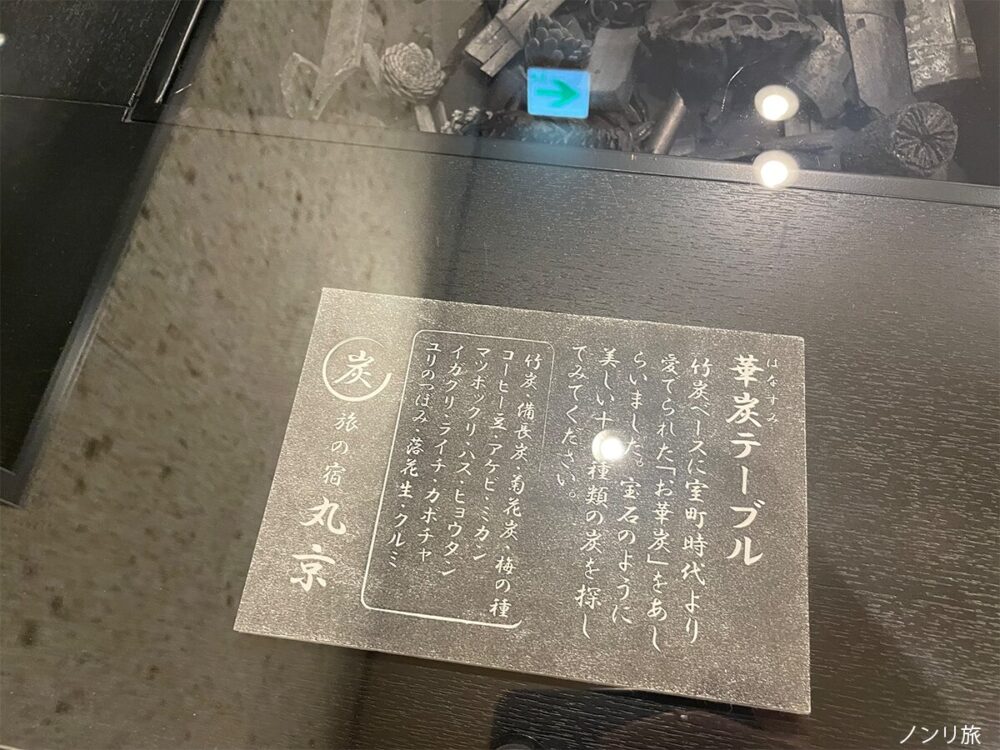 華炭テーブル
はなすみ
竹炭ベースに室町時代より
愛でられた「お華炭」をあし
らいました。宝石のように
美しい十 種類の炭を探し
てみてください。
竹炭・備長炭・菊花炭・梅の種
コーヒー豆・アケビ・ミカン
マツボックリ・ハス・ヒョウタン
イガグリ・ライチ・カボチャ
ユリのつぼみ・落花生・クルミ
炭
旅の宿 丸京
ノンリ旅